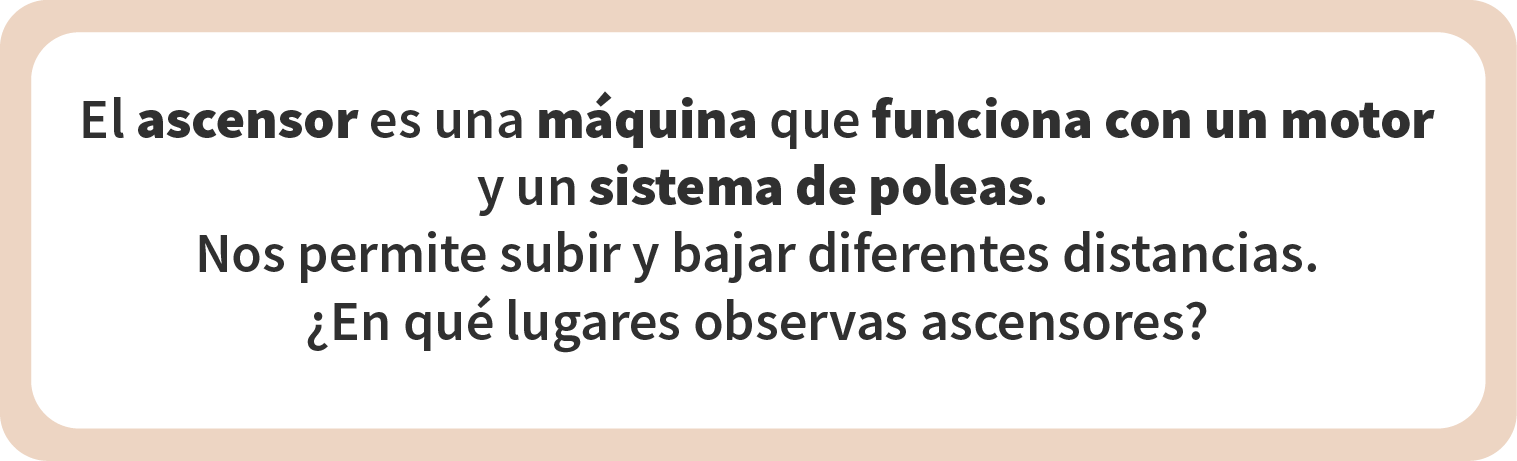 El ascensor es una máquina que funciona con un motor
y un sistema de poleas.
Nos permite subir y bajar diferentes distancias.
¿En qué lugares observas ascensores?